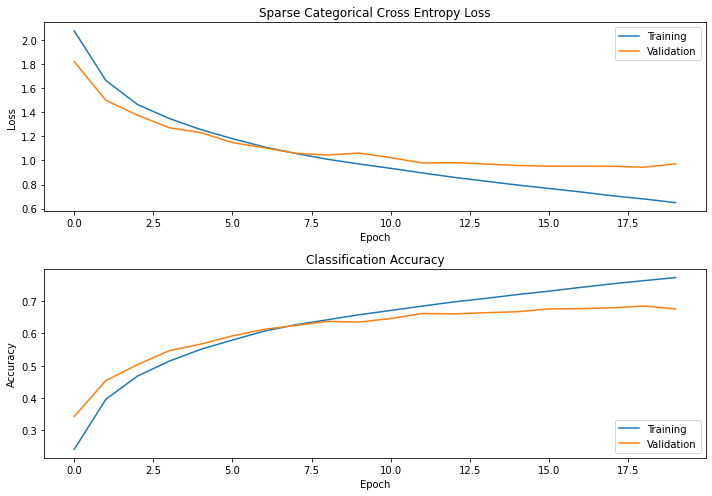 Sparse Categorical Cross Entropy Loss
2.0
1.8
1.6
1.4
1.2
1.0
0.8
0.6
Loss
Training
Validation
0.0 2.5 5.0 7.5 10.0 12.5 15.0 17.5
Epoch
Classification Accuracy
0.7
0.6
0.5
0.4
0.3
Accuracy
Training
Validation
0.0 2.5 5.0 7.5 10.0 12.5 15.0 17.5
Epoch